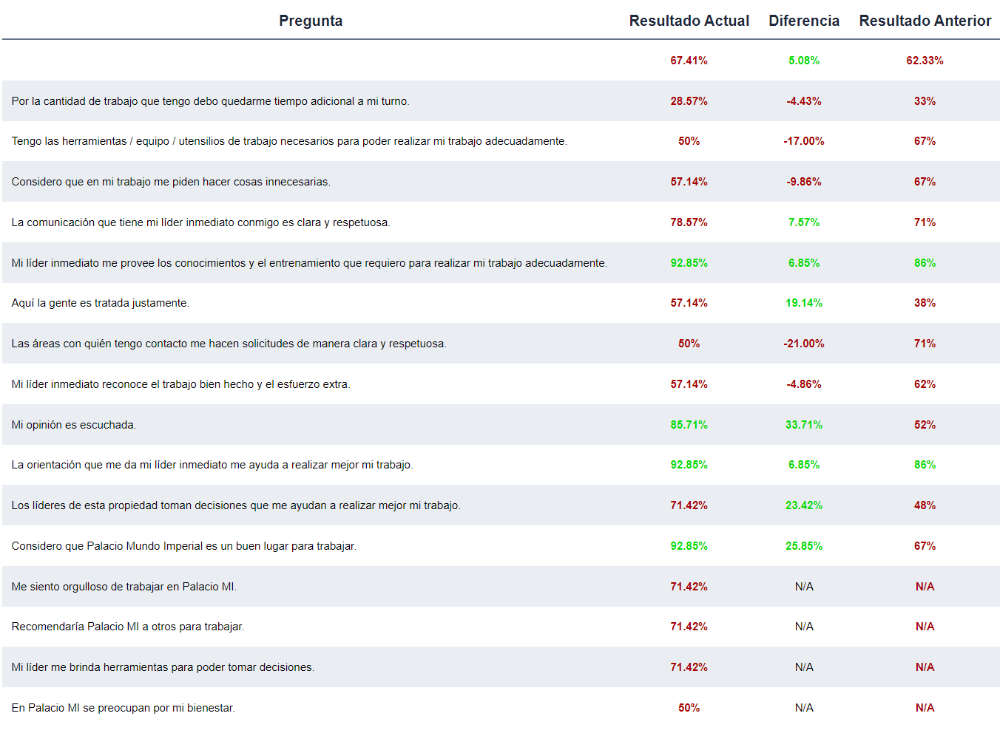 Pregunta Resultado Actual Diferencia Resultado Anterior
67.41% 5.08% 62.33%
Por la cantidad de trabajo que tengo debo quedarme tiempo adicional a mi turno. 28.57% -4.43% 33%
Tengo las herramientas / equipo / utensilios de trabajo necesarios para poder realizar mi trabajo adecuadamente. 50% -17.00% 67%
Considero que en mi trabajo me piden hacer cosas innecesarias. 57.14% -9.86% 67%
La comunicación que tiene mi líder inmediato conmigo es clara y respetuosa. 78.57% 7.57% 71%
Mi líder inmediato me provee los conocimientos y el entrenamiento que requiero para realizar mi trabajo adecuadamente. 92.85% 6.85% 86%
Aquí la gente es tratada justamente. 57.14% 19.14% 38%
Las áreas con quién tengo contacto me hacen solicitudes de manera clara y respetuosa. 50% -21.00% 71%
Mi líder inmediato reconoce el trabajo bien hecho y el esfuerzo extra. 57.14% -4.86% 62%
Mi opinión es escuchada. 85.71% 33.71% 52%
La orientación que me da mi líder inmediato me ayuda a realizar mejor mi trabajo. 92.85% 6.85% 86%
Los líderes de esta propiedad toman decisiones que me ayudan a realizar mejor mi trabajo. 71.42% 23.42% 48%
Considero que Palacio Mundo Imperial es un buen lugar para trabajar. 92.85% 25.85% 67%
Me siento orgulloso de trabajar en Palacio MI. 71.42% N/A N/A
Recomendaría Palacio MI a otros para trabajar. 71.42% N/A N/A
Mi líder me brinda herramientas para poder tomar decisiones. 71.42% N/A N/A
En Palacio MI se preocupan por mi bienestar. 50% N/A N/A